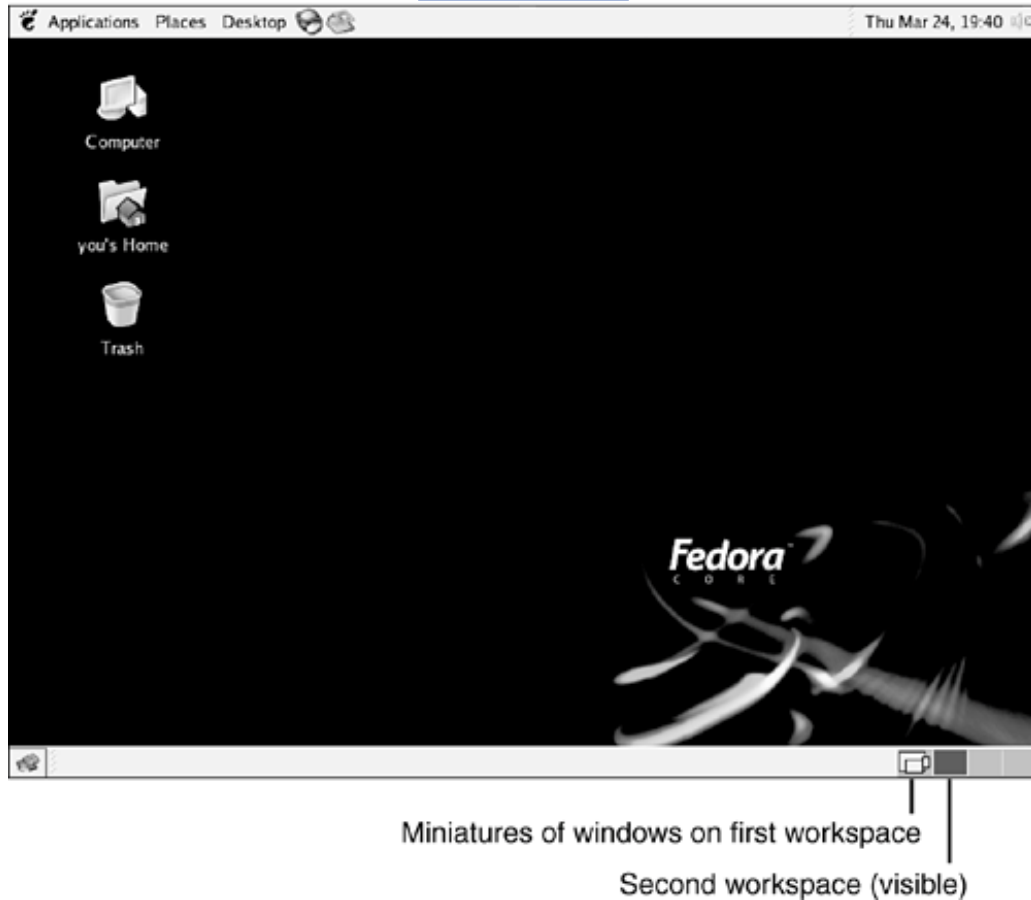 Applications Places Desktop
Thu Mar 24, 19:40
Computer
you's Home
Trash
Fedora™
CORE
Miniatures of windows on first workspace
Second workspace (visible)